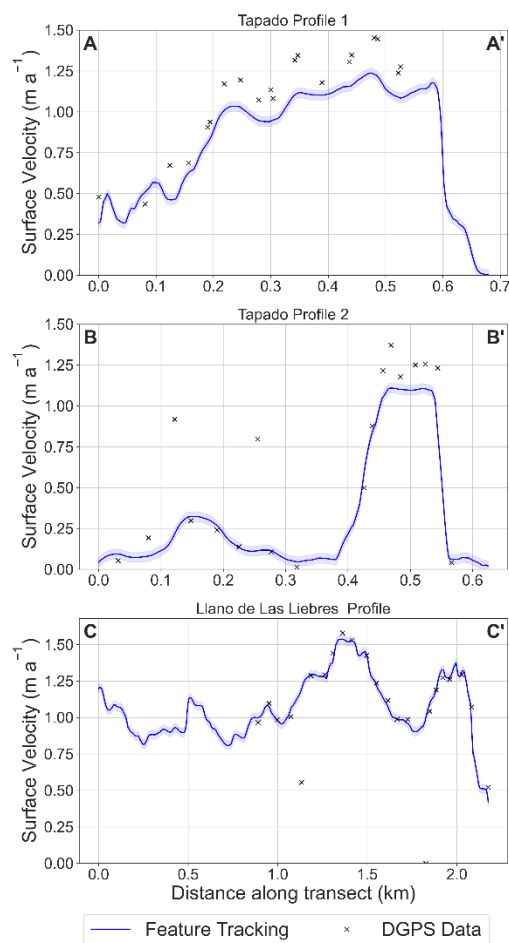 Tapado Profile 1
A A'
1.50
1.25
1.00
0.75
0.50
0.25
0.00
Surface Velocity (m a⁻¹)
0.0 0.1 0.2 0.3 0.4 0.5 0.6 0.7
Tapado Profile 2
B B'
1.50
1.25
1.00
0.75
0.50
0.25
0.00
Surface Velocity (m a⁻¹)
0.0 0.1 0.2 0.3 0.4 0.5 0.6
Llano de Las Liebres Profile
C C'
1.50
1.25
1.00
0.75
0.50
0.25
0.00
Surface Velocity (m a⁻¹)
0.0 0.5 1.0 1.5 2.0
Distance along transect (km)
Feature Tracking DGPS Data